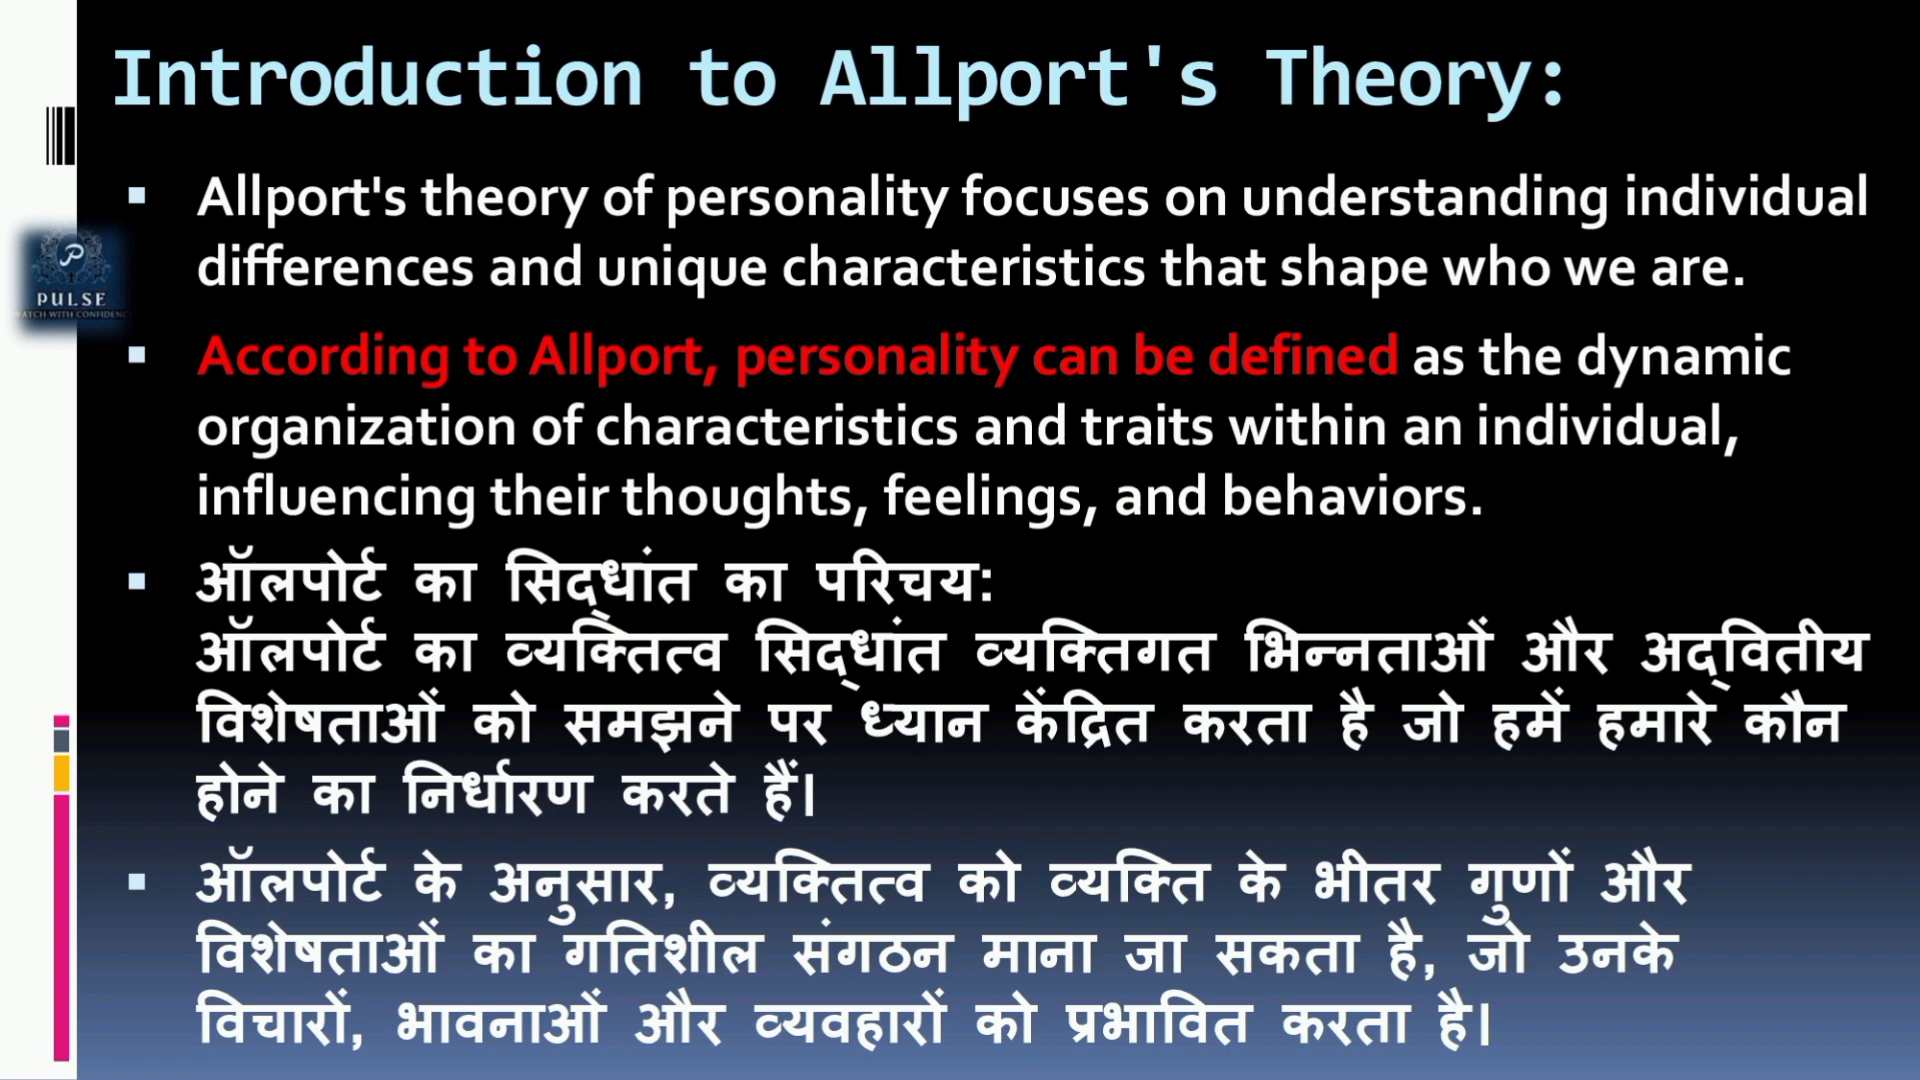 Introduction to Allport's Theory:
Allport's theory of personality focuses on understanding individual
differences and unique characteristics that shape who we are.
PULSE
WATCH WITH CONFIDENC
According to Allport, personality can be defined as the dynamic
organization of characteristics and traits within an individual,
influencing their thoughts, feelings, and behaviors.
ऑलपोर्ट का सिद्धांत का परिचय:
ऑलपोर्ट का व्यक्तित्व सिद्धांत व्यक्तिगत भिन्नताओं और अद्वितीय
विशेषताओं को समझने पर ध्यान केंद्रित करता है जो हमें हमारे कौन
होने का निर्धारण करते हैं।
ऑलपोर्ट के अनुसार, व्यक्तित्व को व्यक्ति के भीतर गुणों और
विशेषताओं का गतिशील संगठन माना जा सकता है, जो उनके
विचारों, भावनाओं और व्यवहारों को प्रभावित करता है।